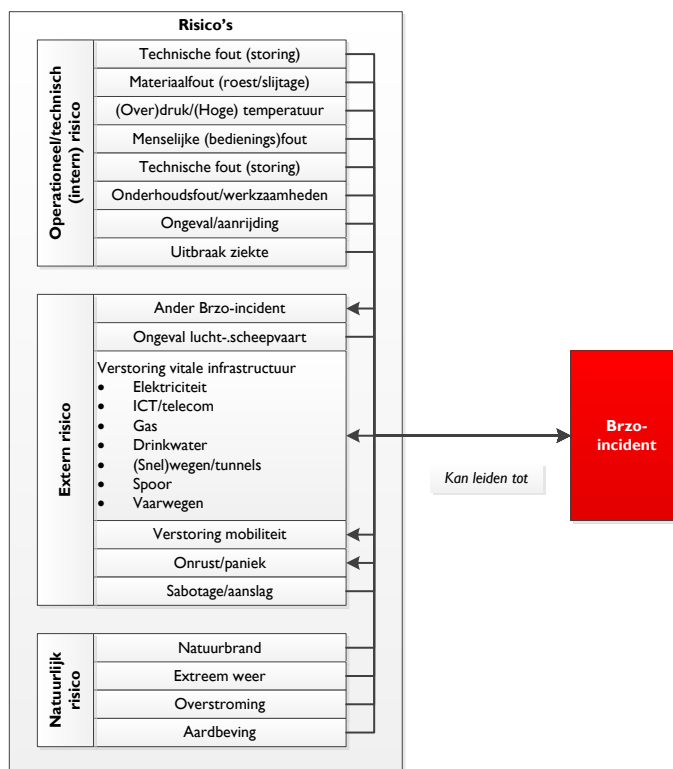 Risico's
Operationeel/technisch
(intern) risico
Technische fout (storing)
Materiaalfout (roest/slijtage)
(Over)druk/(Hoge) temperatuur
Menselijke (bedienings)fout
Technische fout (storing)
Onderhoudsfout/werkzaamheden
Ongeval/aanrijding
Uitbraak ziekte
Extern risico
Ander Brzo-incident
Ongeval lucht-.scheepvaart
Verstoring vitale infrastructuur
• Elektriciteit
• ICT/telecom
• Gas
• Drinkwater
• (Snel)wegen/tunnels
• Spoor
• Vaarwegen
Verstoring mobiliteit
Onrust/paniek
Sabotage/aanslag
Natuurlijk
risico
Natuurbrand
Extreem weer
Overstroming
Aardbeving
Kan leiden tot
Brzo-
incident